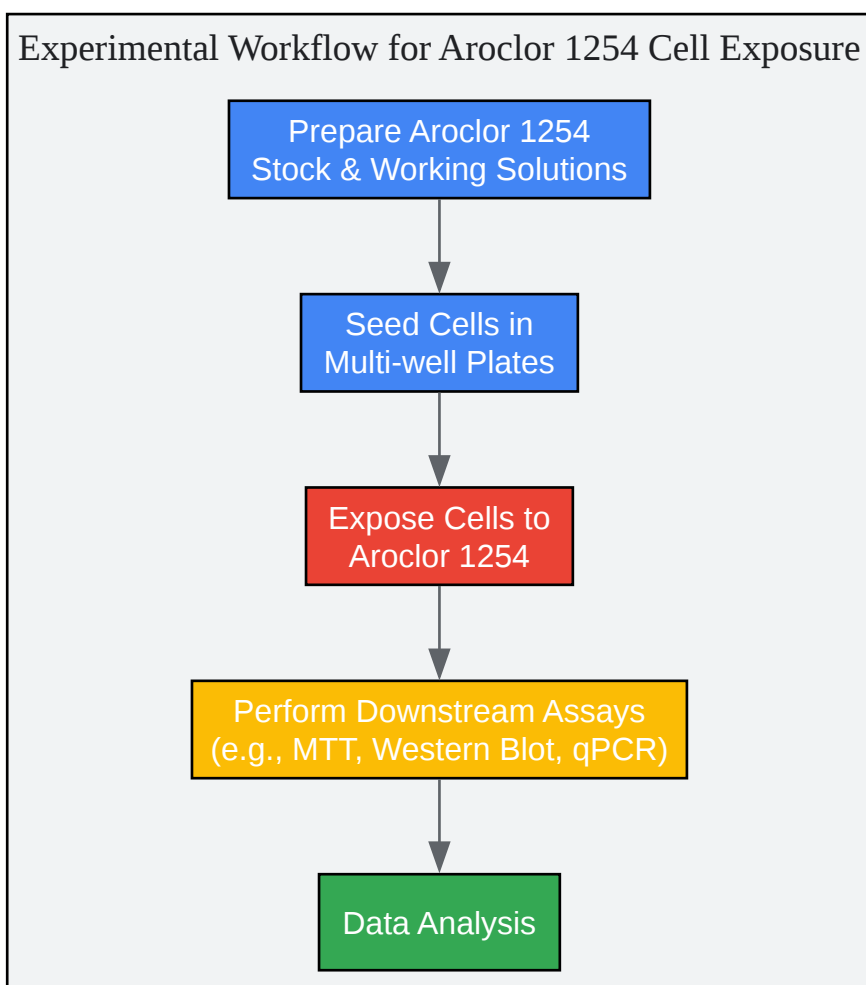 Experimental Workflow for Aroclor 1254 Cell Exposure
Prepare Aroclor 1254
Stock & Working Solutions
Seed Cells in
Multi-well Plates
Expose Cells to
Aroclor 1254
Perform Downstream Assays
(e.g., MTT, Western Blot, qPCR)
Data Analysis